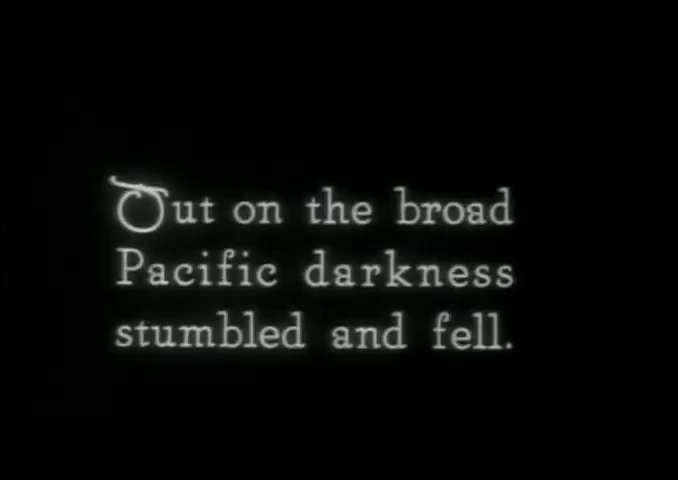 Out on the broad
Pacific darkness
stumbled and fell.